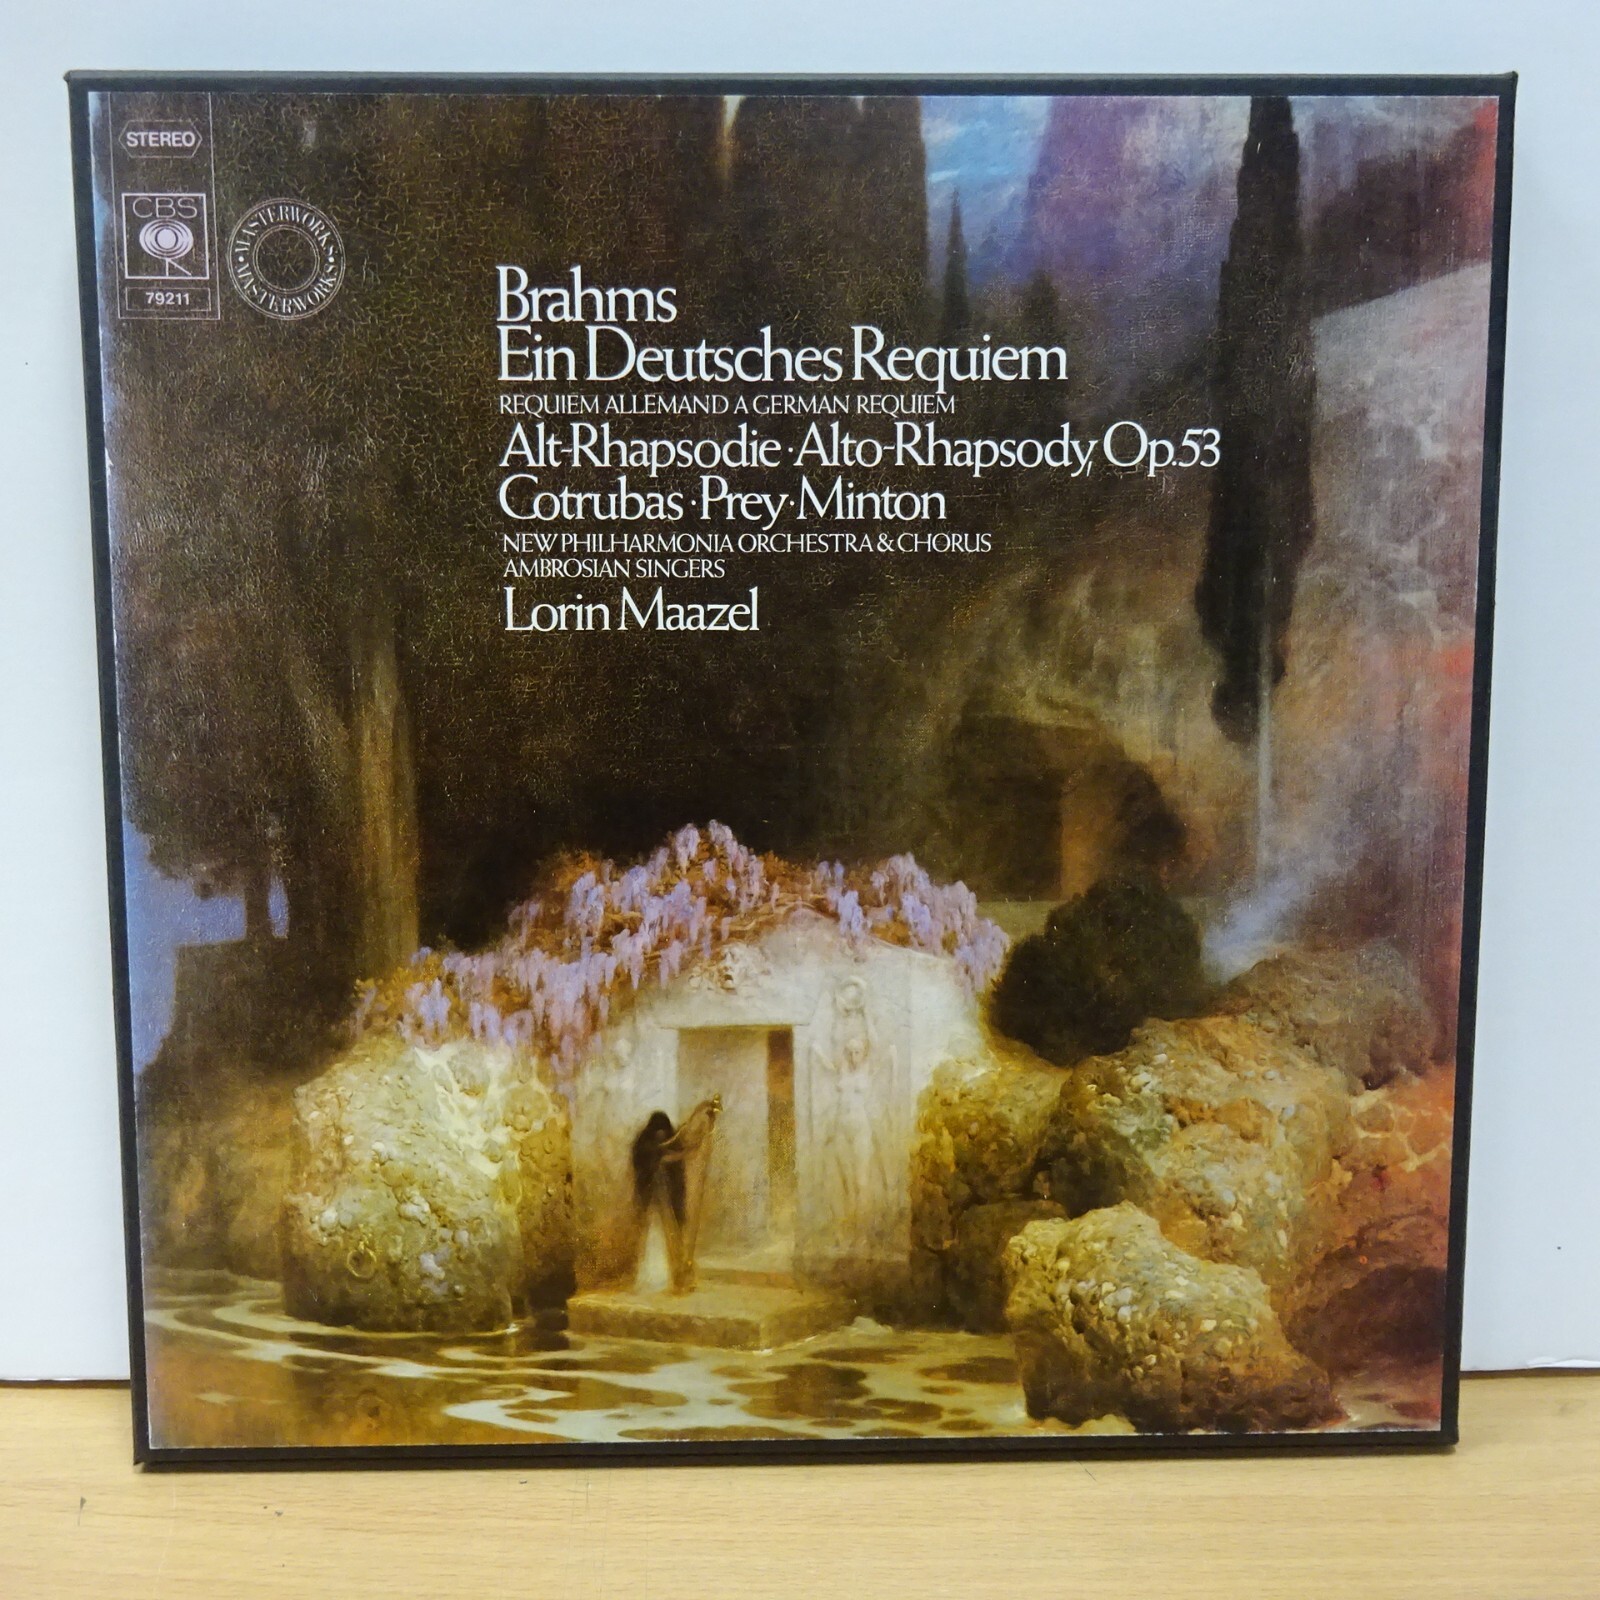 STEREO
CBS
79211
MASTERWORKS • MASTERWORKS •
Brahms
Ein Deutsches Requiem
REQUIEM ALLEMAND A GERMAN REQUIEM
Alt-Rhapsodie · Alto-Rhapsody, Op.53
Cotrubas · Prey · Minton
NEW PHILHARMONIA ORCHESTRA & CHORUS
AMBROSIAN SINGERS
Lorin Maazel